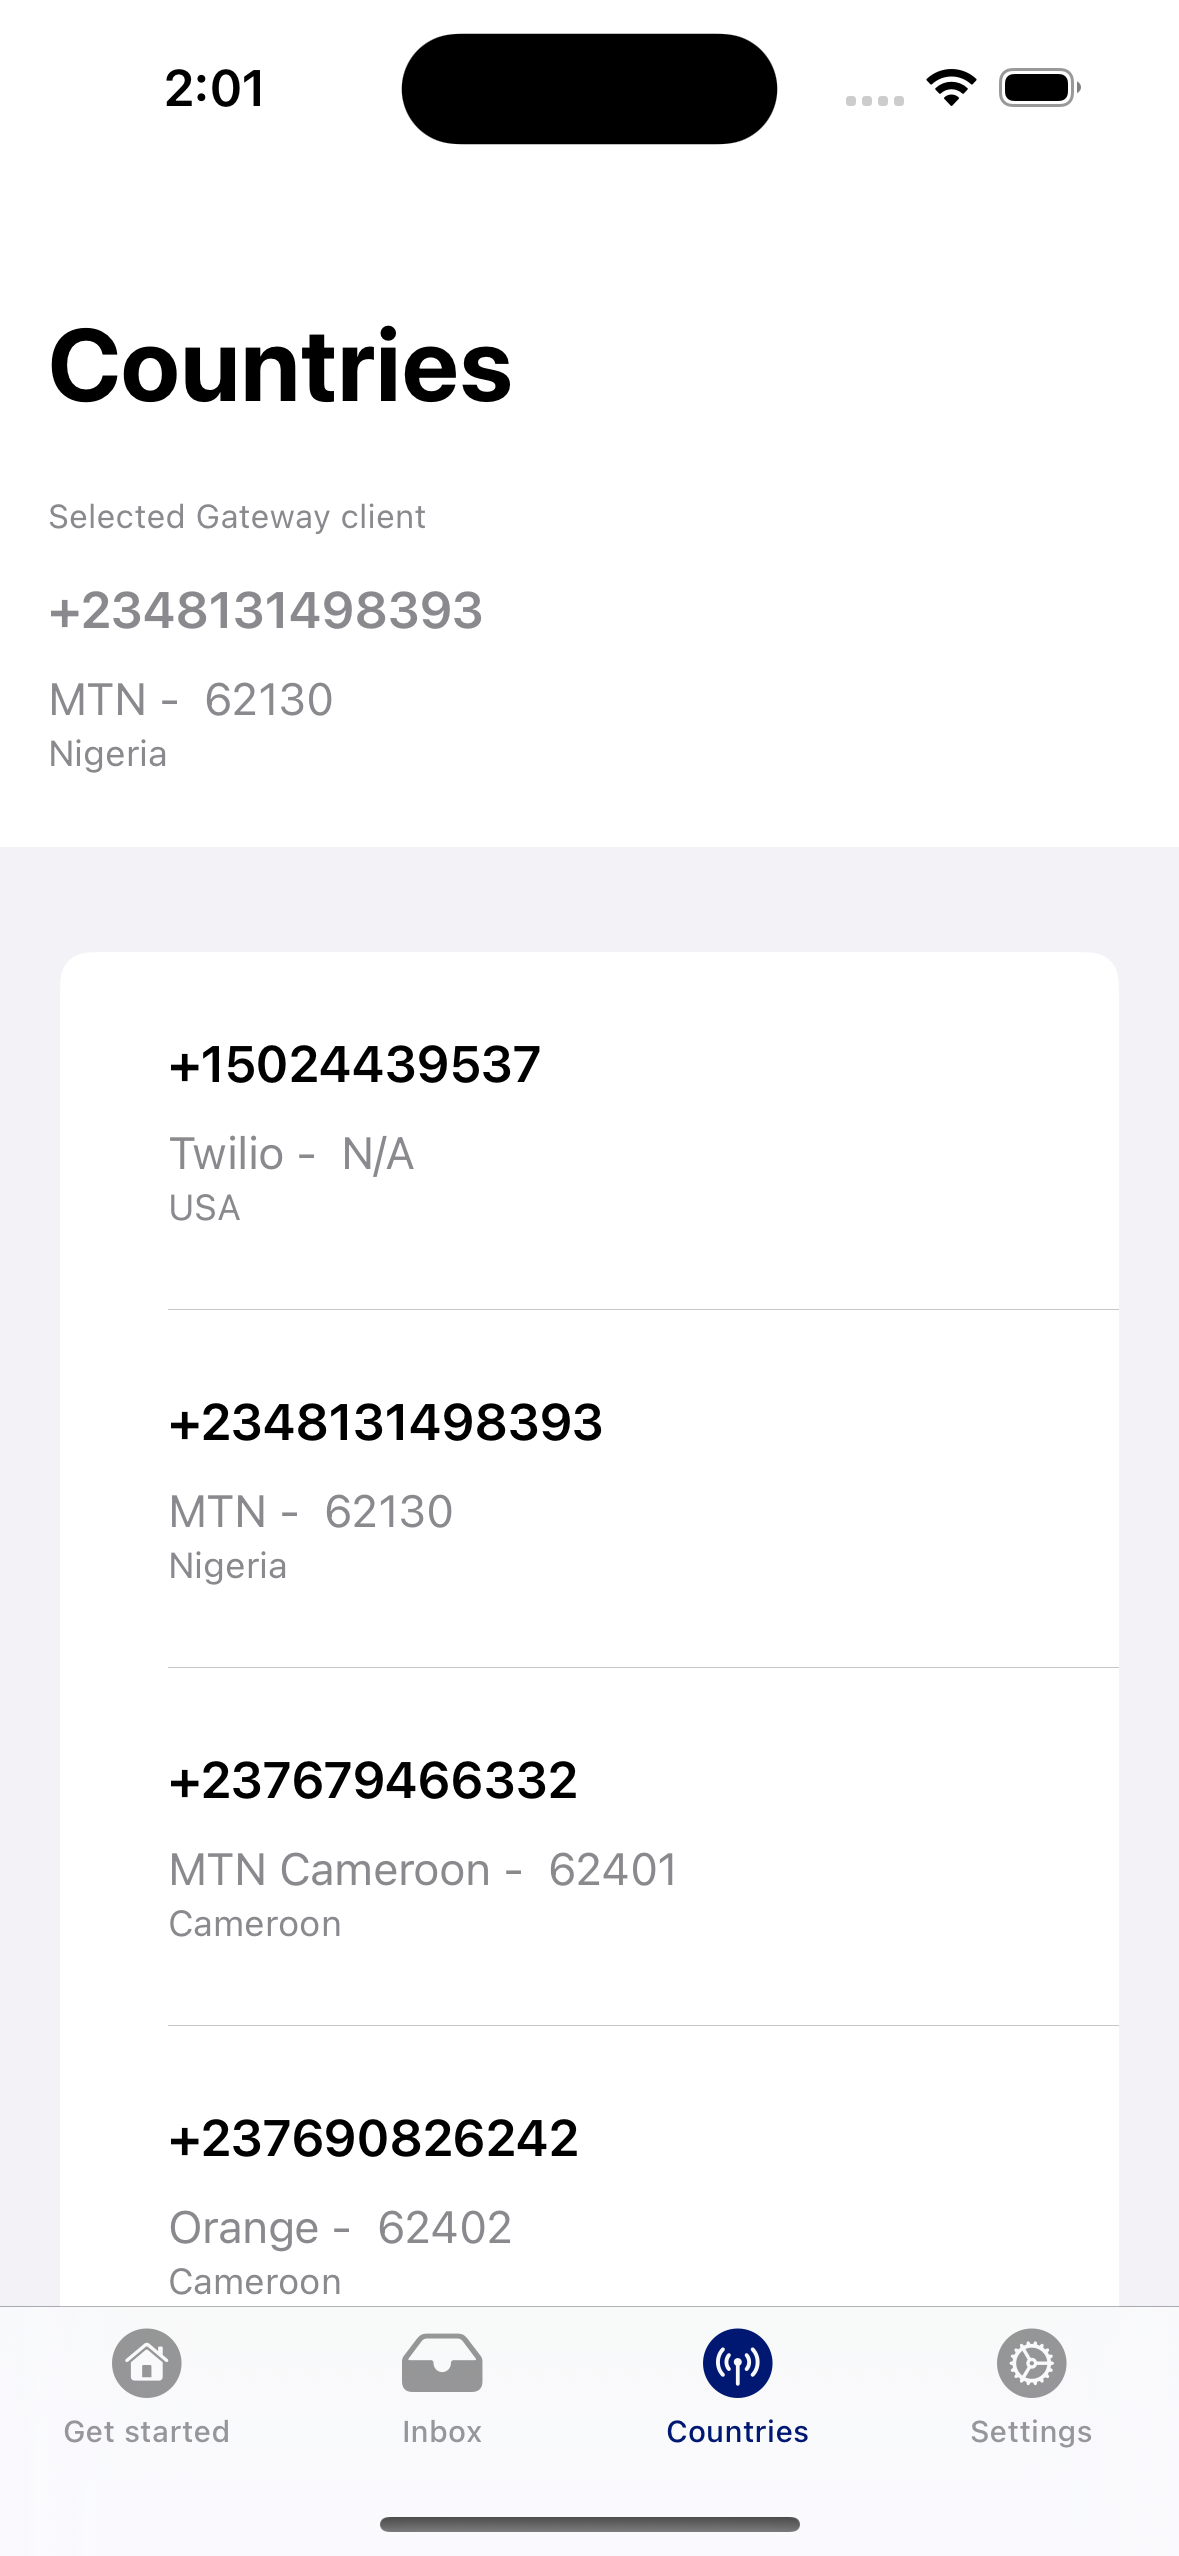 2:01
Countries
Selected Gateway client
+2348131498393
MTN - 62130
Nigeria
+15024439537
Twilio - N/A
USA
+2348131498393
MTN - 62130
Nigeria
+237679466332
MTN Cameroon - 62401
Cameroon
+237690826242
Orange - 62402
Cameroon
Get started
Inbox
Countries
Settings